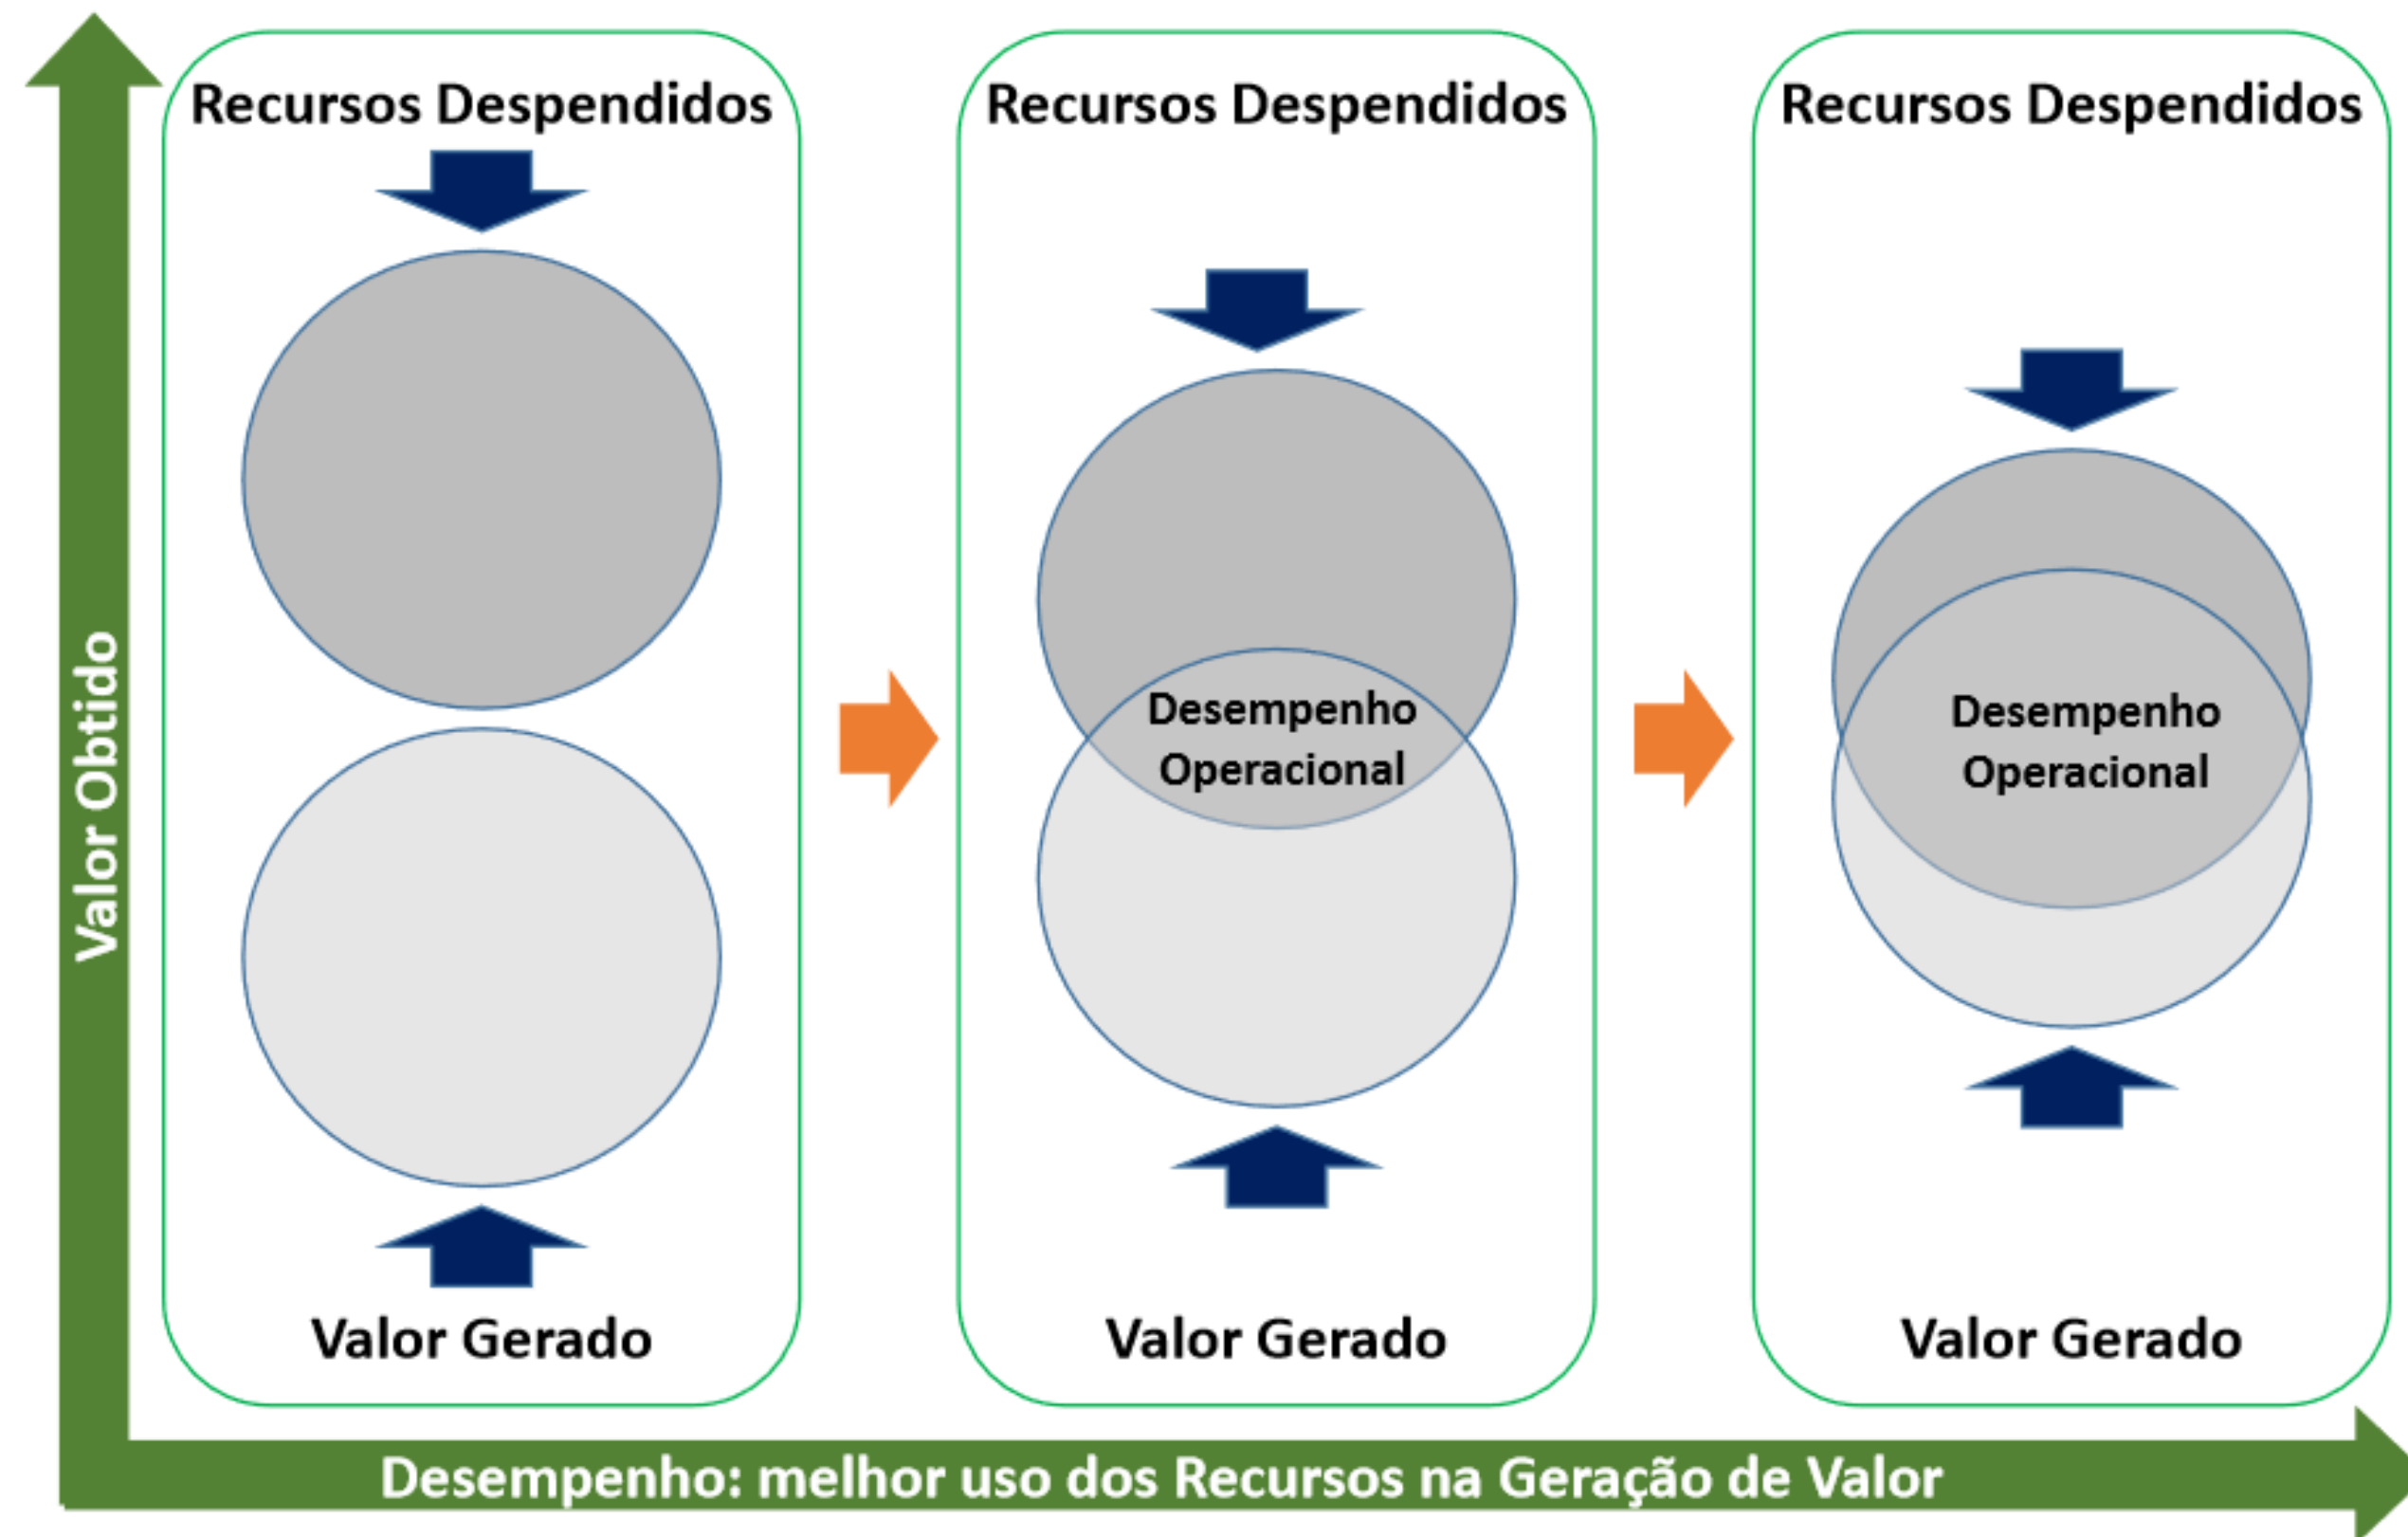 Valor Obtido
Recursos Despendidos
Valor Gerado
Recursos Despendidos
Desempenho
Operacional
Valor Gerado
Recursos Despendidos
Desempenho
Operacional
Valor Gerado
Desempenho: melhor uso dos Recursos na Geração de Valor